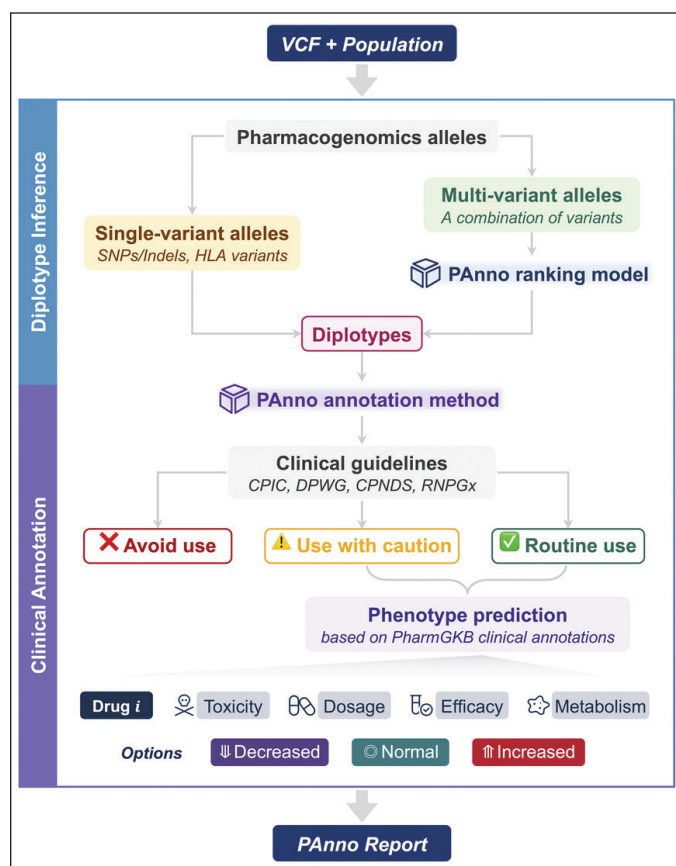 VCF + Population
Diplotype Inference
Pharmacogenomics alleles
Multi-variant alleles
A combination of variants
Single-variant alleles
SNPs/Indels, HLA variants
PAnno ranking model
Diplotypes
Clinical Annotation
PAnno annotation method
Clinical guidelines
CPIC, DPWG, CPNDS, RNPGx
Avoid use
Use with caution
Routine use
Phenotype prediction
based on PharmGKB clinical annotations
Drug i
Toxicity
Dosage
Efficacy
Metabolism
Options
⤋ Decreased
◎ Normal
⤊ Increased
PAnno Report